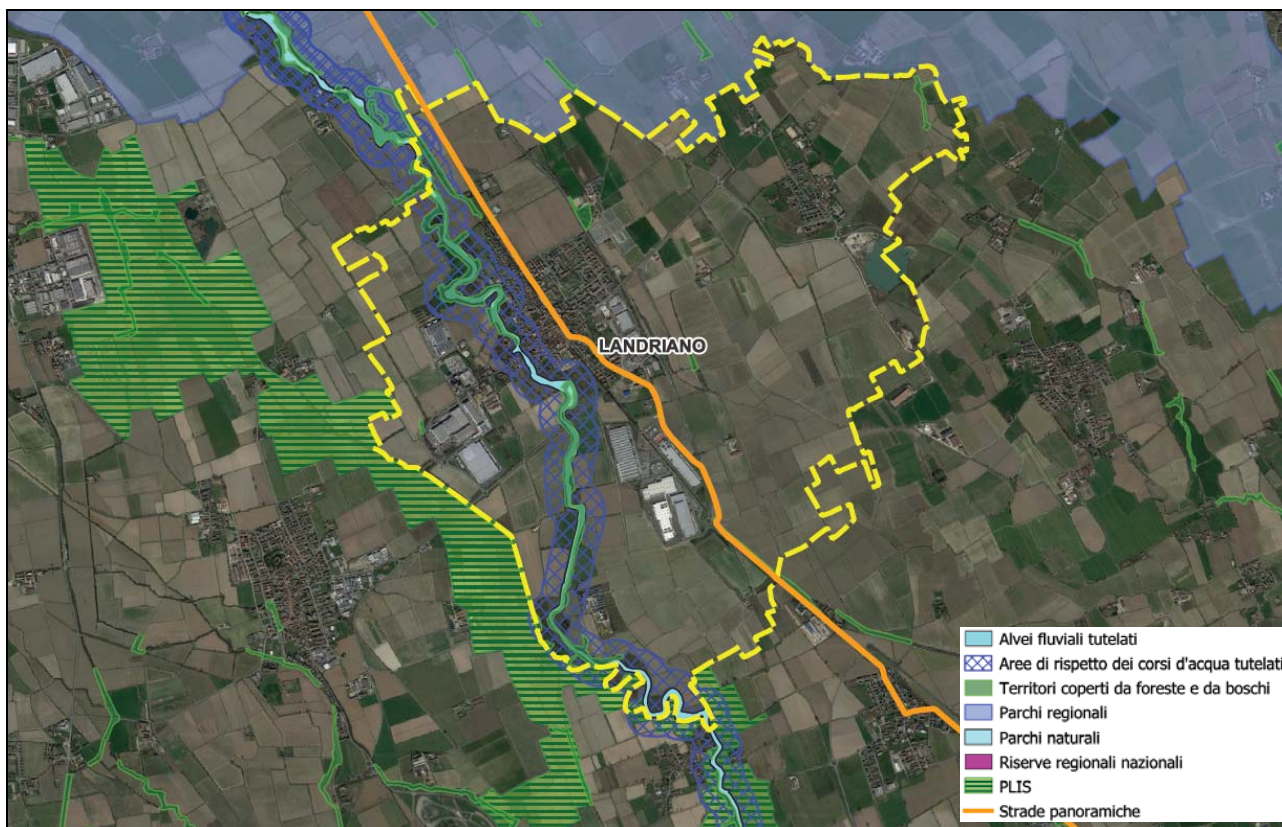 LANDRIANO
Alvei fluviali tutelati
Aree di rispetto dei corsi d'acqua tutelati
Territori coperti da foreste e da boschi
Parchi regionali
Parchi naturali
Riserve regionali nazionali
PLIS
Strade panoramiche